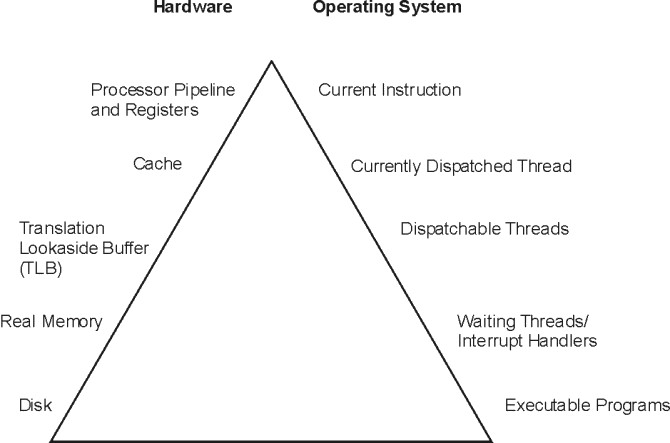 Hardware
Operating System
Processor Pipeline
and Registers
Current Instruction
Cache
Currently Dispatched Thread
Translation
Lookaside Buffer
(TLB)
Dispatchable Threads
Real Memory
Waiting Threads/
Interrupt Handlers
Disk
Executable Programs